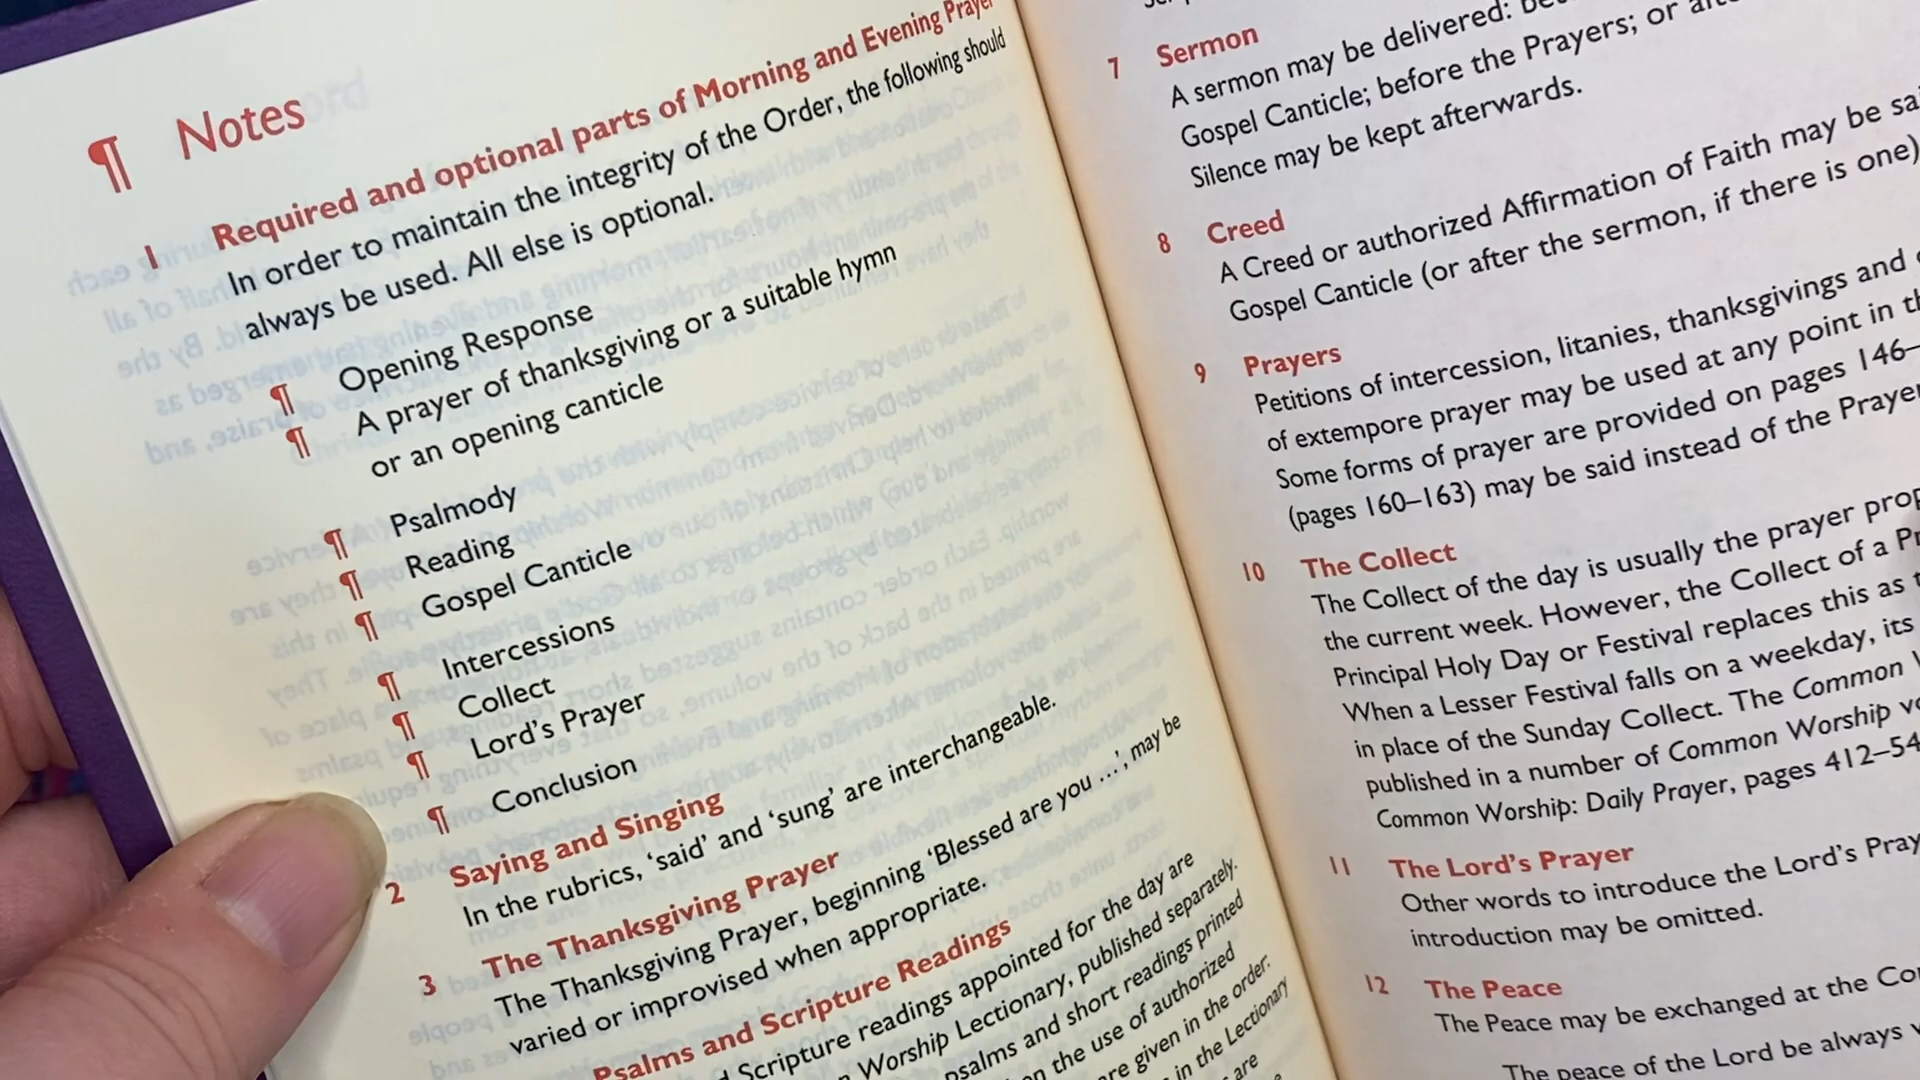 ¶ Notes
1 Required and optional parts of Morning and Evening Prayer
In order to maintain the integrity of the Order, the following should
always be used. All else is optional.
¶ Opening Response
¶ A prayer of thanksgiving or a suitable hymn
or an opening canticle
¶ Psalmody
¶ Reading
¶ Gospel Canticle
¶ Intercessions
¶ Collect
¶ Lord's Prayer
¶ Conclusion
2 Saying and Singing
In the rubrics, 'said' and 'sung' are interchangeable.
3 The Thanksgiving Prayer
The Thanksgiving Prayer, beginning 'Blessed are you …', may be
varied or improvised when appropriate.
Psalms and Scripture Readings
Scripture readings appointed for the day are
Worship Lectionary, published separately.
psalms and short readings printed
the use of authorized
are given in the order.
in the Lectionary
are
7 Sermon
A sermon may be delivered:
Gospel Canticle; before the Prayers; or
Silence may be kept afterwards.
8 Creed
A Creed or authorized Affirmation of Faith may be
Gospel Canticle (or after the sermon, if there is one)
9 Prayers
Petitions of intercession, litanies, thanksgivings and
of extempore prayer may be used at any point in
Some forms of prayer are provided on pages 146–
(pages 160–163) may be said instead of the
10 The Collect
The Collect of the day is usually the prayer
the current week. However, the Collect of a
Principal Holy Day or Festival replaces this as
When a Lesser Festival falls on a weekday, its
in place of the Sunday Collect. The Common
published in a number of Common Worship
Common Worship: Daily Prayer, pages 412–
11 The Lord's Prayer
Other words to introduce the Lord's
introduction may be omitted.
12 The Peace
The Peace may be exchanged at the
The peace of the Lord be always